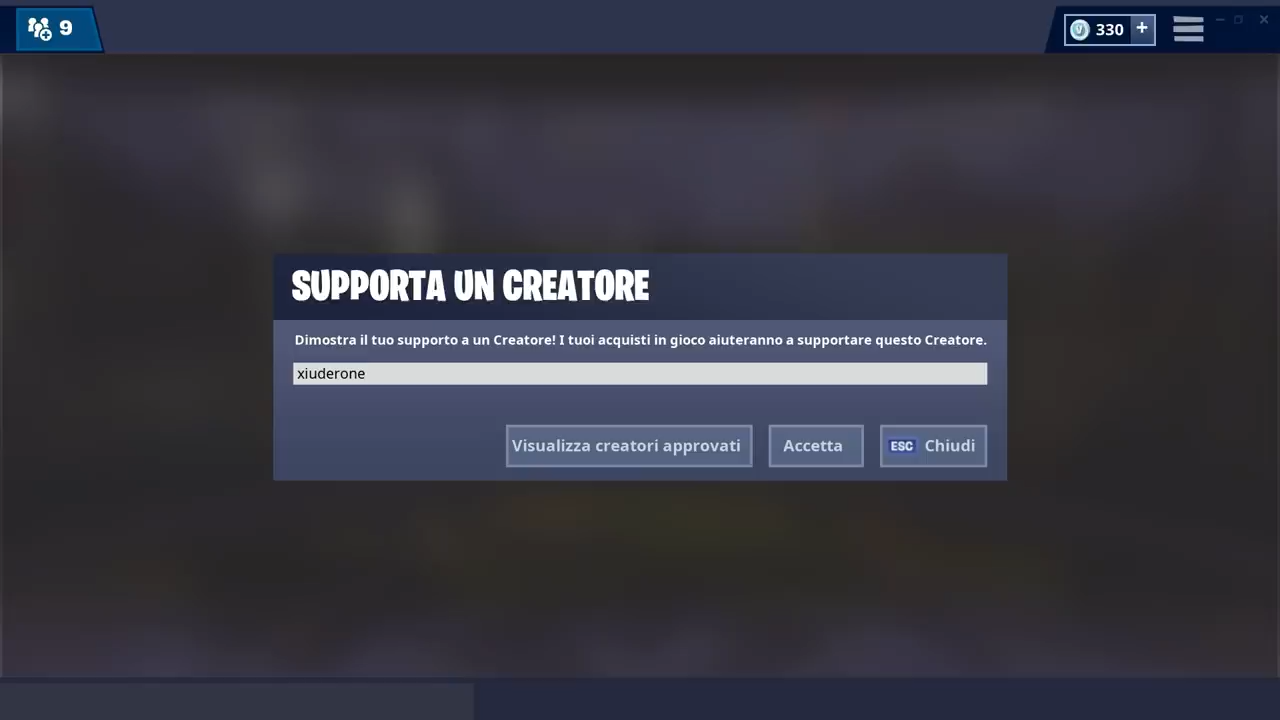 9
330 +
SUPPORTA UN CREATORE
Dimostra il tuo supporto a un Creatore! I tuoi acquisti in gioco aiuteranno a supportare questo Creatore.
xiuderone
Visualizza creatori approvati Accetta ESC Chiudi